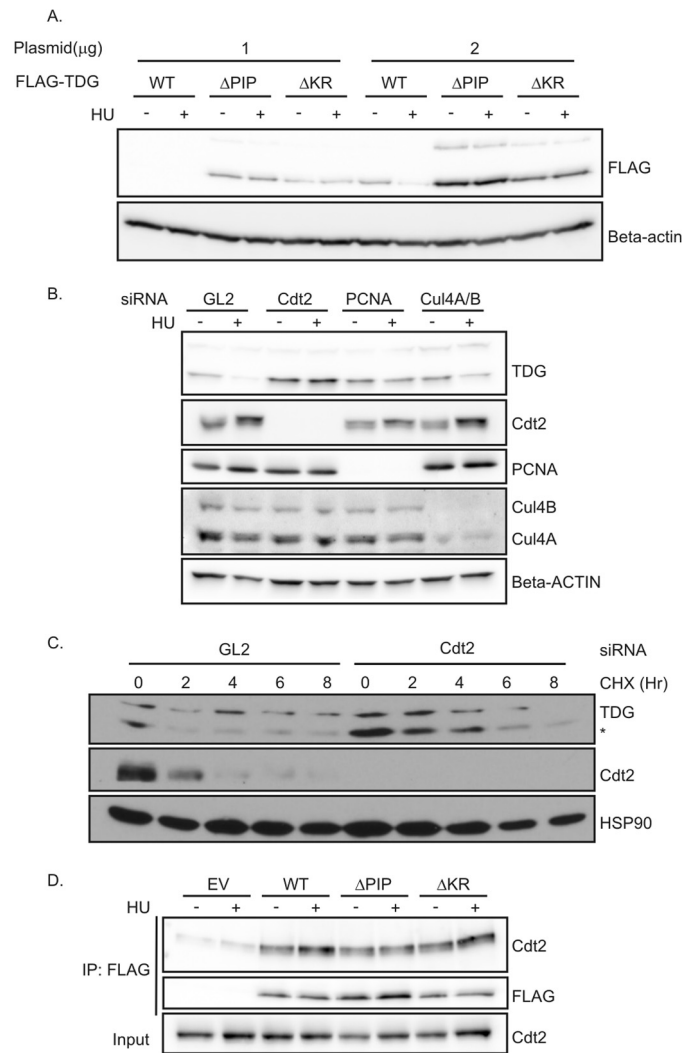 A.
Plasmid(μg) 1 2
FLAG-TDG WT ΔPIP ΔKR WT ΔPIP ΔKR
HU - + - + - + - + - + - +
FLAG
Beta-actin
B.
siRNA GL2 Cdt2 PCNA Cul4A/B
HU - + - + - + - +
TDG
Cdt2
PCNA
Cul4B
Cul4A
Beta-ACTIN
C.
GL2 Cdt2 siRNA
0 2 4 6 8 0 2 4 6 8 CHX (Hr)
TDG
*
Cdt2
HSP90
D.
EV WT ΔPIP ΔKR
HU - + - + - + - +
Cdt2
IP: FLAG
FLAG
Input Cdt2